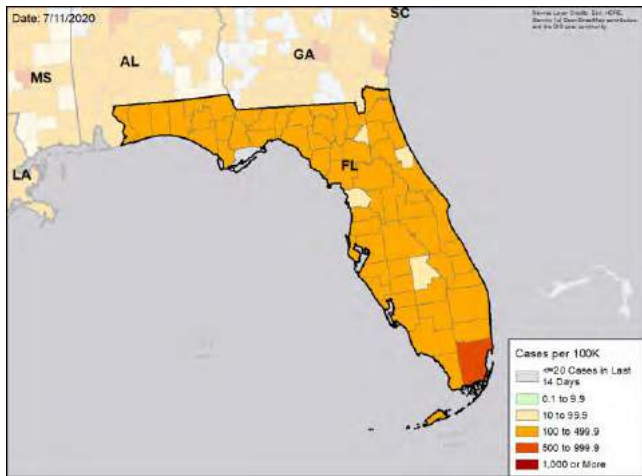 Date: 7/11/2020
SC
AL
GA
MS
LA
FL
Cases per 100K
<=20 Cases in Last
14 Days
0.1 to 9.9
10 to 99.9
100 to 499.9
500 to 999.9
1,000 or More